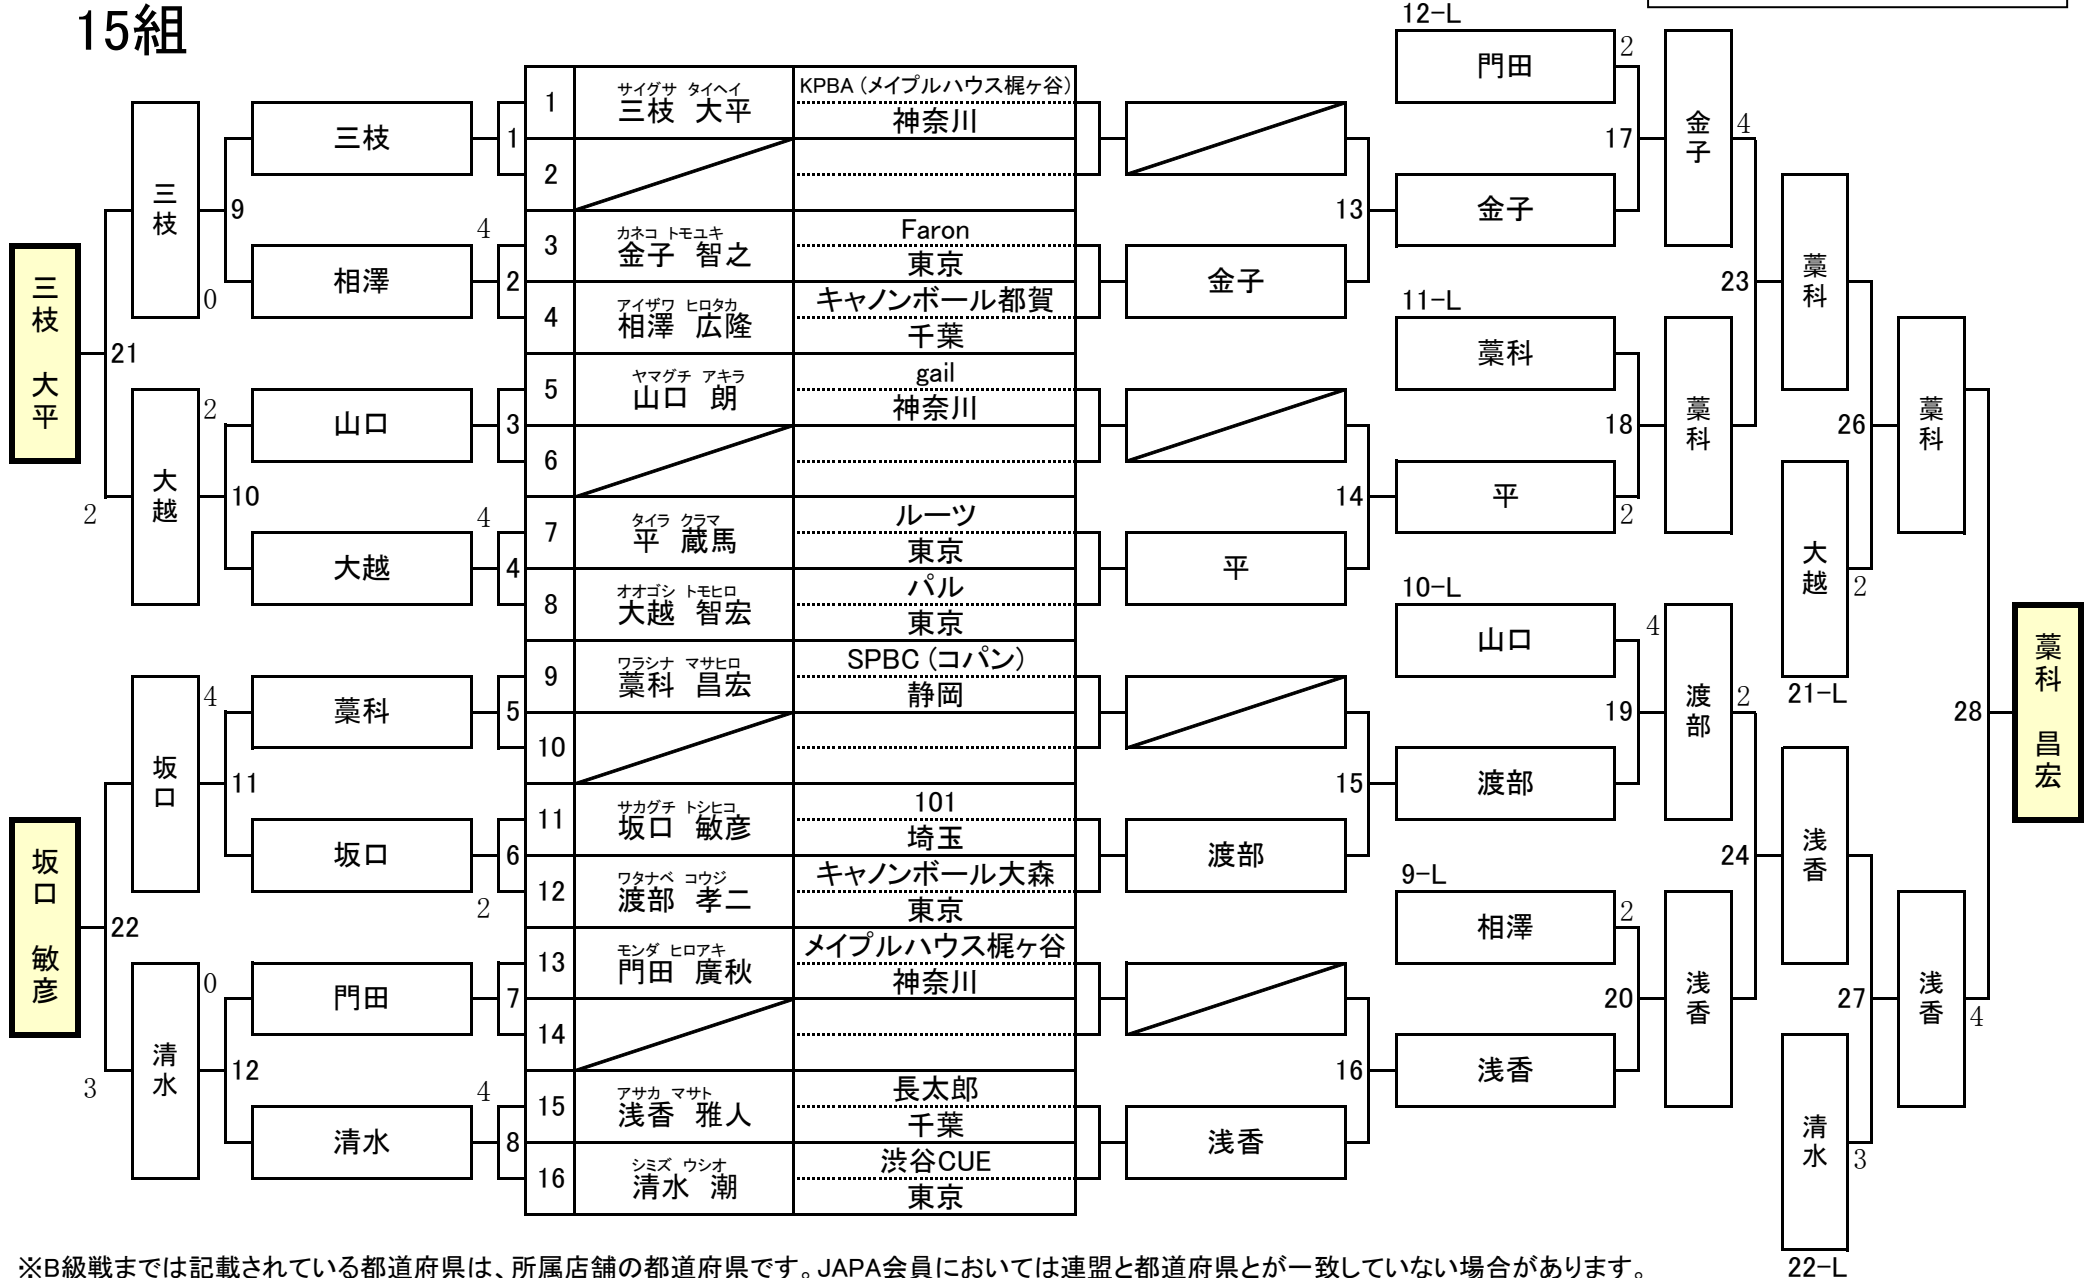 15組
1
サイグサ タイヘイ
三枝 大平
KPBA (メイプルハウス梶ヶ谷)
神奈川
2
3
カネコ トモユキ
金子 智之
Faron
東京
4
アイザワ ヒロタカ
相澤 広隆
キャノンボール都賀
千葉
5
ヤマグチ アキラ
山口 朗
gail
神奈川
6
7
タイラ クラマ
平 蔵馬
ルーツ
東京
8
オオゴシ トモヒロ
大越 智宏
パル
東京
9
ワラシナ マサヒロ
藁科 昌宏
SPBC (コパン)
静岡
10
11
サカグチ トシヒコ
坂口 敏彦
101
埼玉
12
ワタナベ コウジ
渡部 孝二
キャノンボール大森
東京
13
モンダ ヒロアキ
門田 廣秋
メイプルハウス梶ヶ谷
神奈川
14
15
アサカ マサト
浅香 雅人
長太郎
千葉
16
シミズ ウシオ
清水 潮
渋谷CUE
東京
1
2
4
3
4
4
5
6
2
7
8
4
三枝
相澤
山口
大越
藁科
坂口
門田
清水
9
0
10
2
11
4
12
0
三枝
大越
坂口
清水
21
2
22
3
三枝 大平
坂口 敏彦
金子
平
渡部
浅香
13
14
15
16
12-L
門田
2
金子
11-L
藁科
平
2
10-L
山口
4
渡部
9-L
相澤
2
浅香
17
18
19
20
金子
4
藁科
渡部
2
浅香
23
24
藁科
大越
2
21-L
浅香
清水
3
22-L
26
27
藁科
浅香
4
28
藁科 昌宏
※B級戦までは記載されている都道府県は、所属店舗の都道府県です。JAPA会員においては連盟と都道府県とが一致していない場合があります。